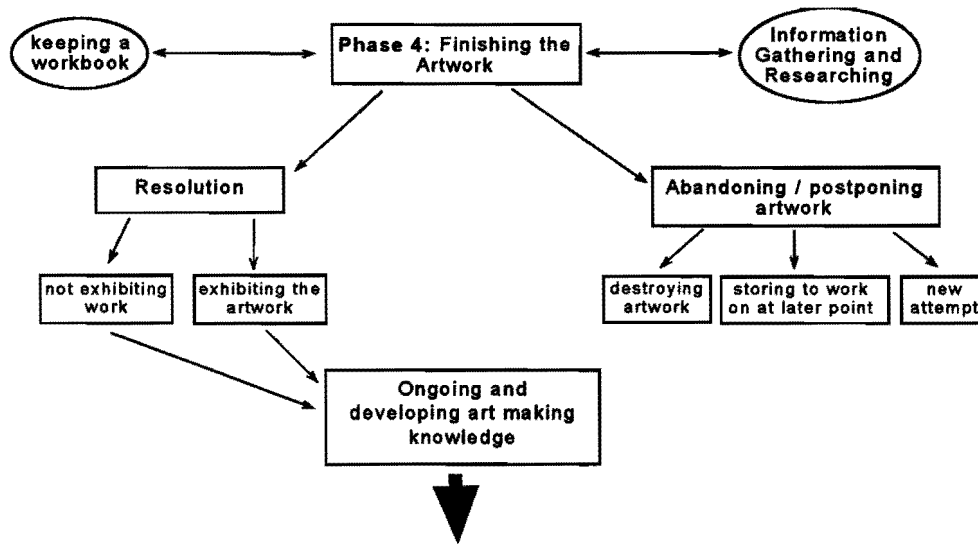 keeping a
workbook
Phase 4: Finishing the
Artwork
Information
Gathering and
Researching
Resolution
Abandoning / postponing
artwork
not exhibiting
work
exhibiting the
artwork
destroying
artwork
storing to work
on at later point
new
attempt
Ongoing and
developing art making
knowledge